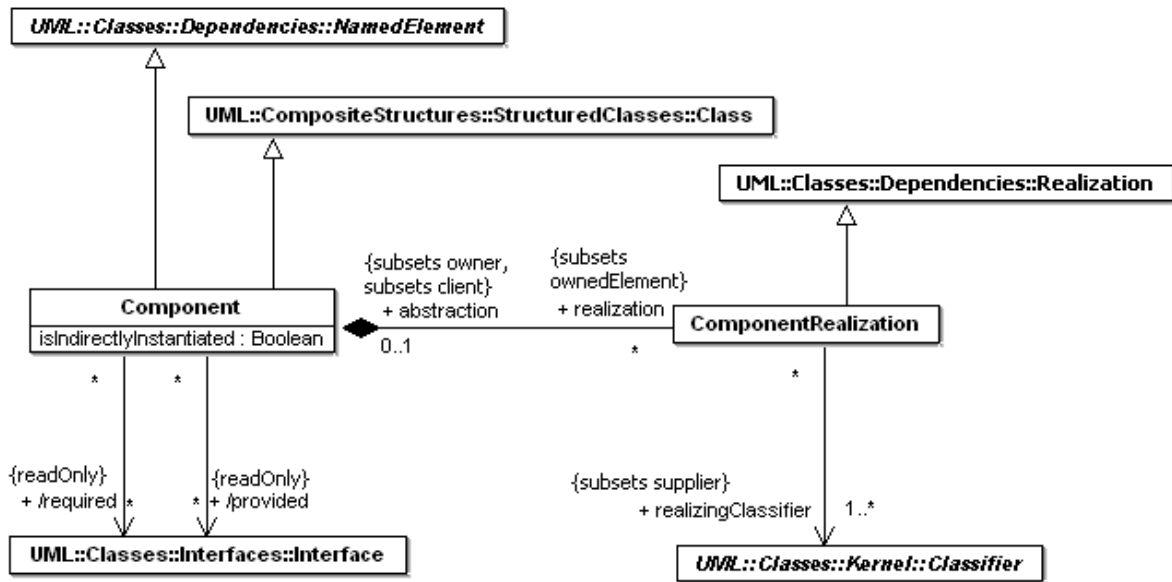 UML::Classes::Dependencies::NamedElement
UML::CompositeStructures::StructuredClasses::Class
UML::Classes::Dependencies::Realization
{subsets owner,
subsets client}
+ abstraction
0..1
{subsets
ownedElement}
+ realization
*
Component
isIndirectlyInstantiated : Boolean
ComponentRealization
*
*
*
{readOnly}
+ /required
*
{readOnly}
+ /provided
*
{subsets supplier}
+ realizingClassifier
1..*
UML::Classes::Interfaces::Interface
UML::Classes::Kernel::Classifier